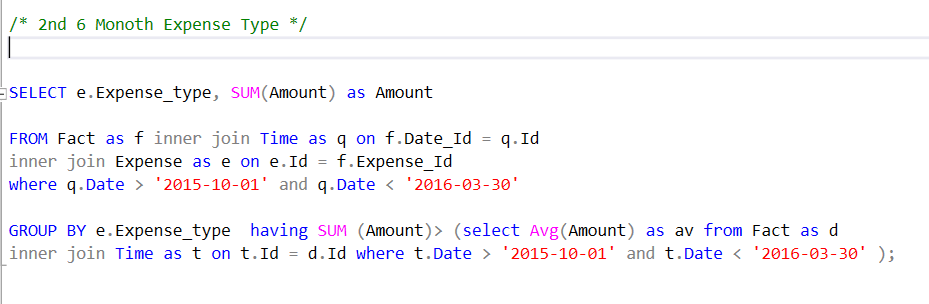 /* 2nd 6 Monoth Expense Type */
SELECT e.Expense_type, SUM(Amount) as Amount
FROM Fact as f inner join Time as q on f.Date_Id = q.Id
inner join Expense as e on e.Id = f.Expense_Id
where q.Date > '2015-10-01' and q.Date < '2016-03-30'
GROUP BY e.Expense_type  having SUM (Amount)> (select Avg(Amount) as av from Fact as d
inner join Time as t on t.Id = d.Id where t.Date > '2015-10-01' and t.Date < '2016-03-30' );